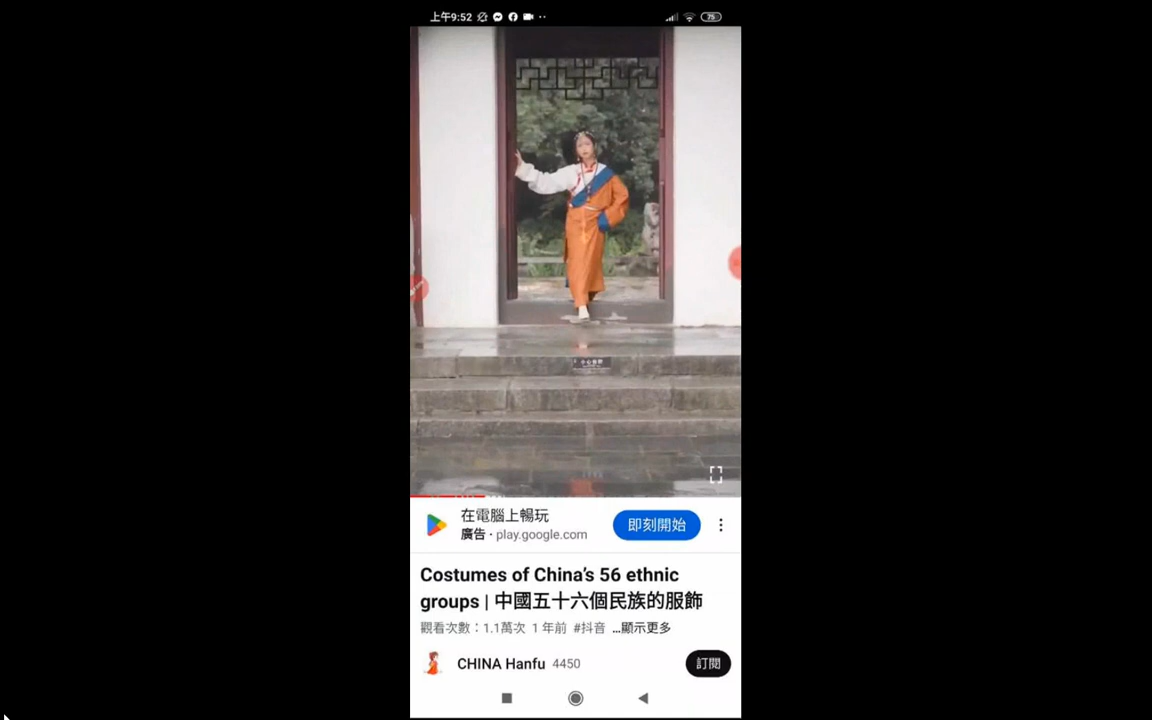 上午9:52
75
在電腦上暢玩
廣告 · play.google.com
即刻開始
Costumes of China’s 56 ethnic
groups | 中國五十六個民族的服飾
觀看次數：1.1萬次 1 年前 #抖音 ...顯示更多
CHINA Hanfu 4450
訂閱